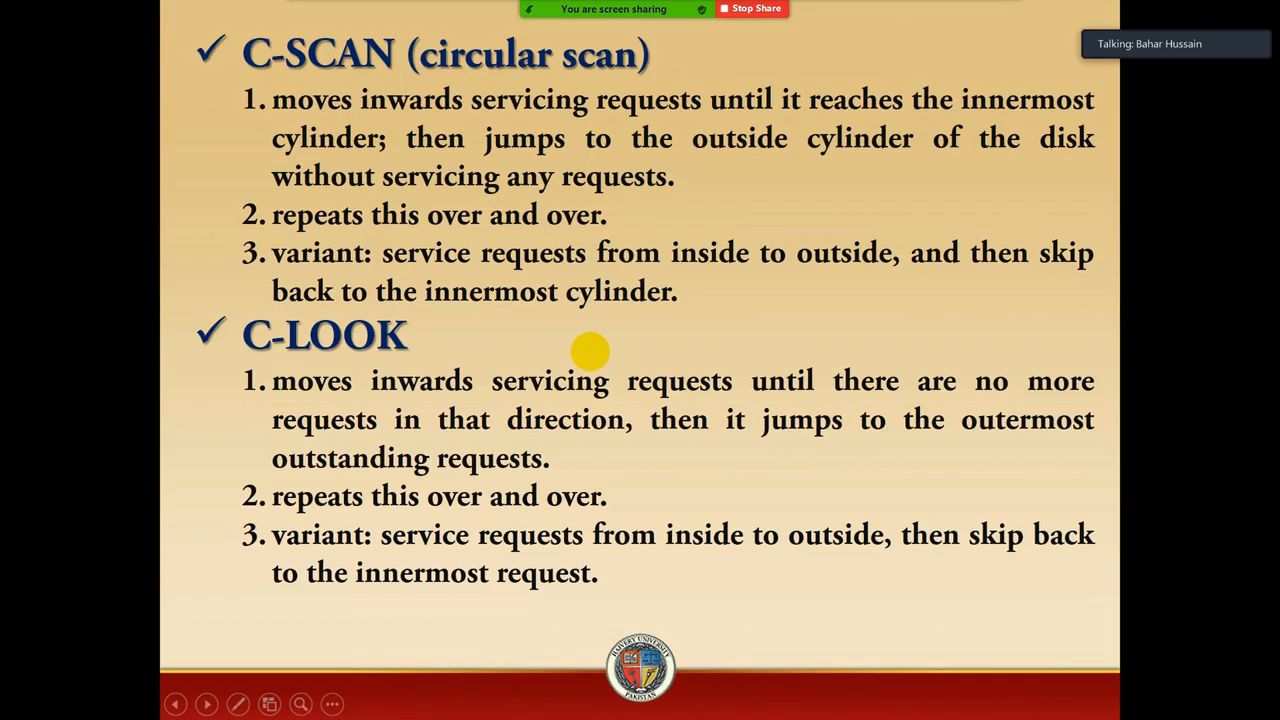 You are screen sharing
Stop Share
Talking: Bahar Hussain
✓ C-SCAN (circular scan)
1. moves inwards servicing requests until it reaches the innermost
cylinder; then jumps to the outside cylinder of the disk
without servicing any requests.
2. repeats this over and over.
3. variant: service requests from inside to outside, and then skip
back to the innermost cylinder.
✓ C-LOOK
1. moves inwards servicing requests until there are no more
requests in that direction, then it jumps to the outermost
outstanding requests.
2. repeats this over and over.
3. variant: service requests from inside to outside, then skip back
to the innermost request.
UNIVERSITY
PAKISTAN